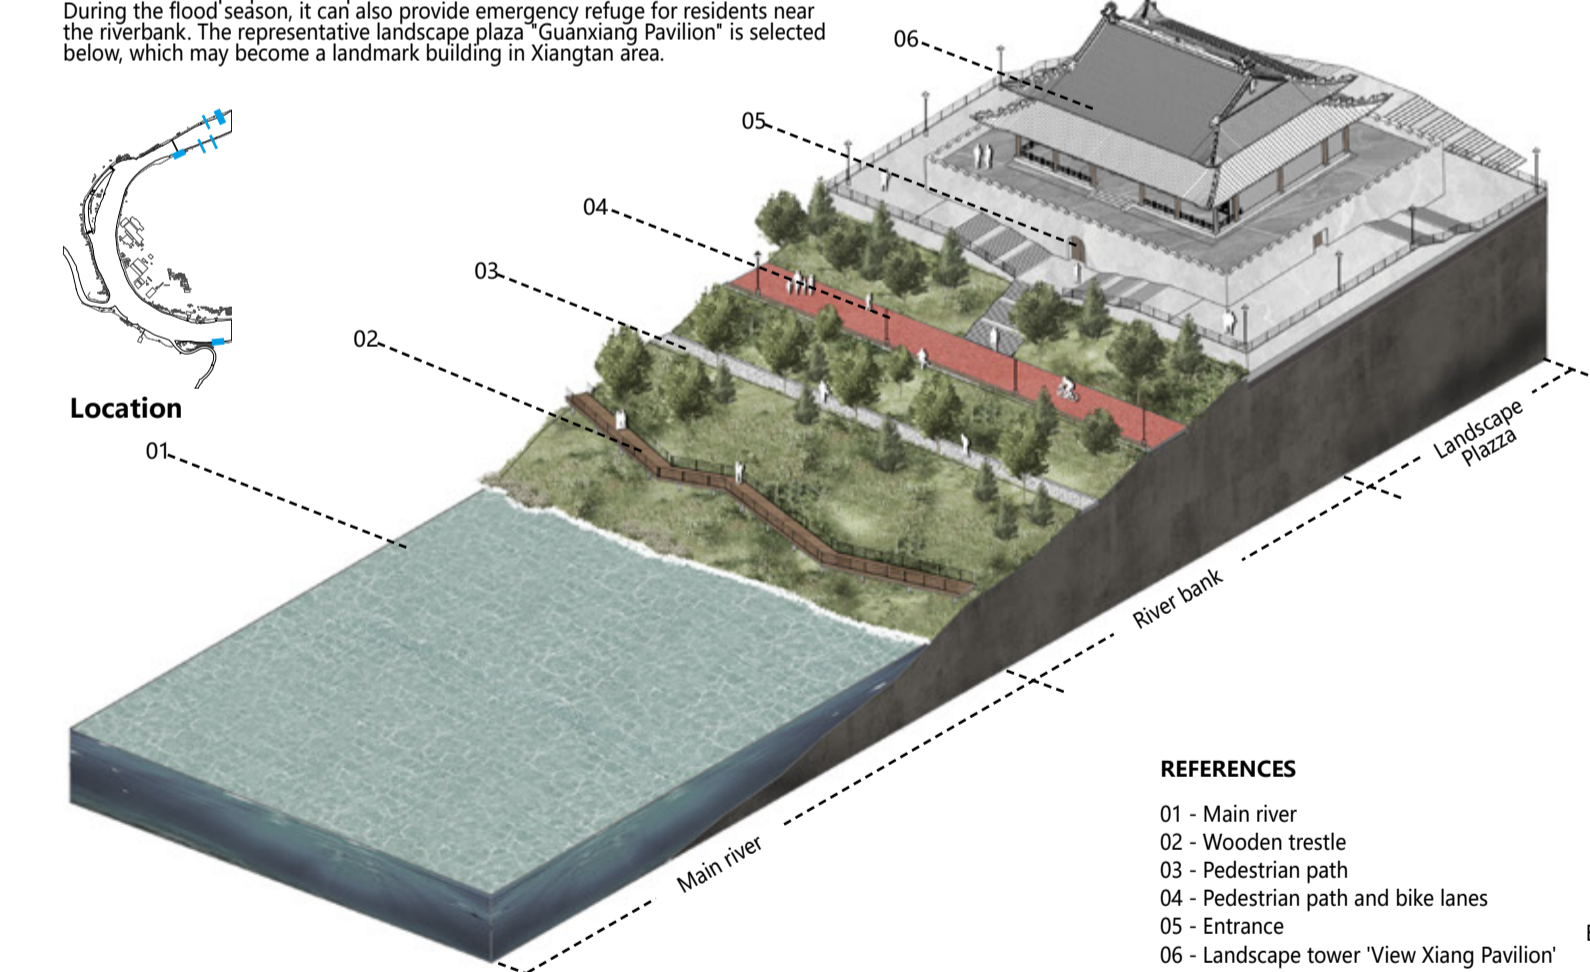 During the flood season, it can also provide emergency refuge for residents near
the riverbank. The representative landscape plaza "Guanxiang Pavilion" is selected
below, which may become a landmark building in Xiangtan area.
06
05
04
03
02
Location
01
Landscape
Plazza
River bank
Main river
REFERENCES
01 - Main river
02 - Wooden trestle
03 - Pedestrian path
04 - Pedestrian path and bike lanes
05 - Entrance
06 - Landscape tower 'View Xiang Pavilion'